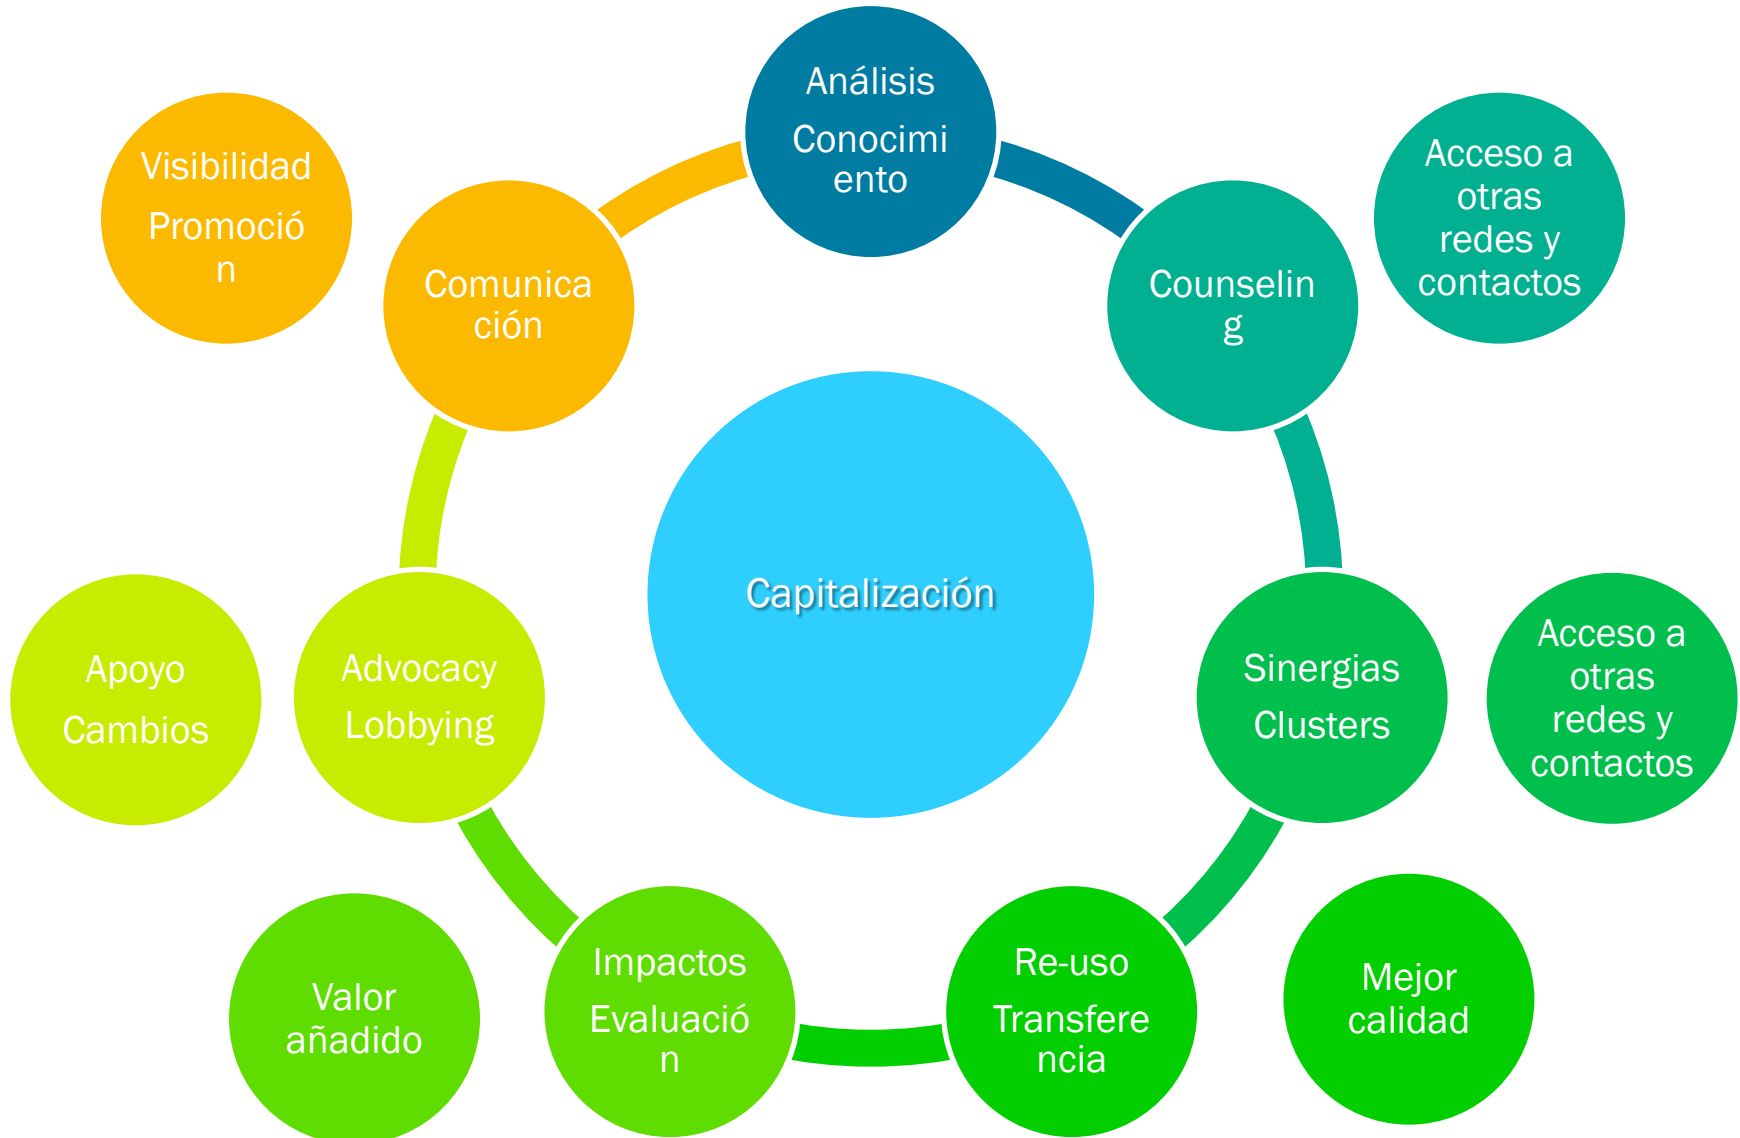 Análisis
Conocimi
ento
Counselin
g
Acceso a
otras
redes y
contactos
Sinergias
Clusters
Acceso a
otras
redes y
contactos
Re-uso
Transfere
ncia
Mejor
calidad
Impactos
Evaluació
n
Valor
añadido
Advocacy
Lobbying
Apoyo
Cambios
Comunica
ción
Visibilidad
Promoció
n
Capitalización